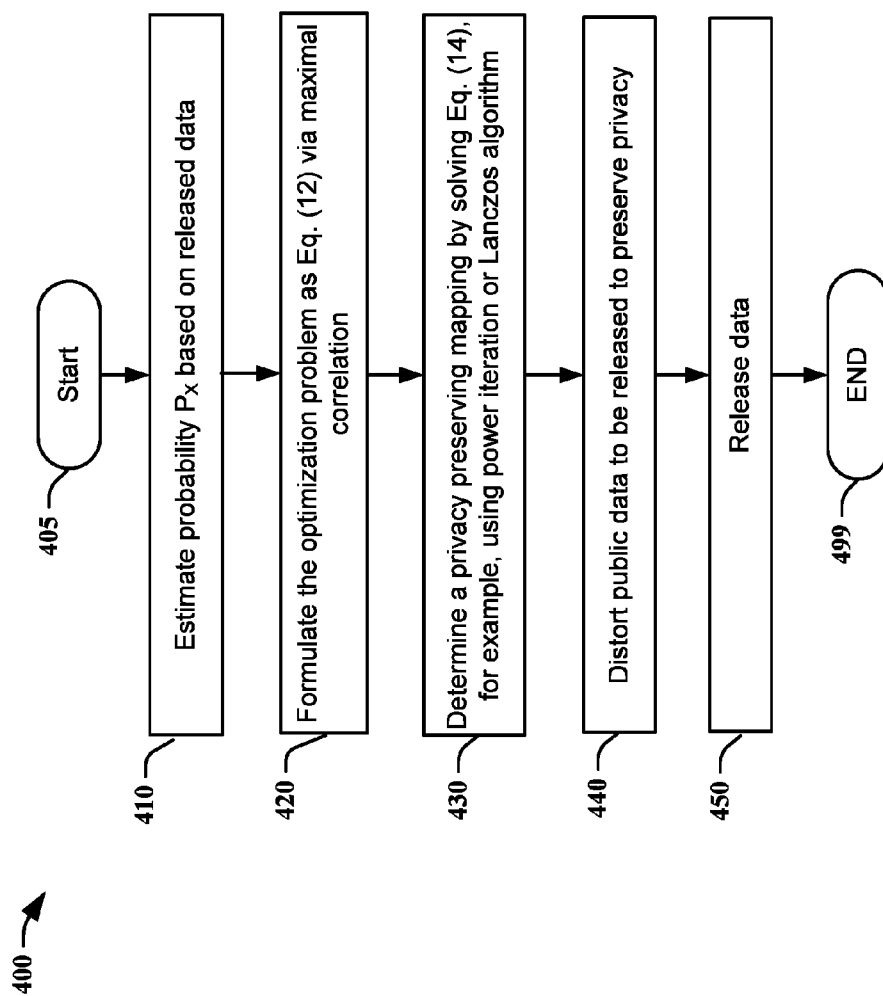 400
405
Start
410
Estimate probability PX based on released data
420
Formulate the optimization problem as Eq. (12) via maximal
correlation
430
Determine a privacy preserving mapping by solving Eq. (14),
for example, using power iteration or Lanczos algorithm
440
Distort public data to be released to preserve privacy
450
Release data
499
END